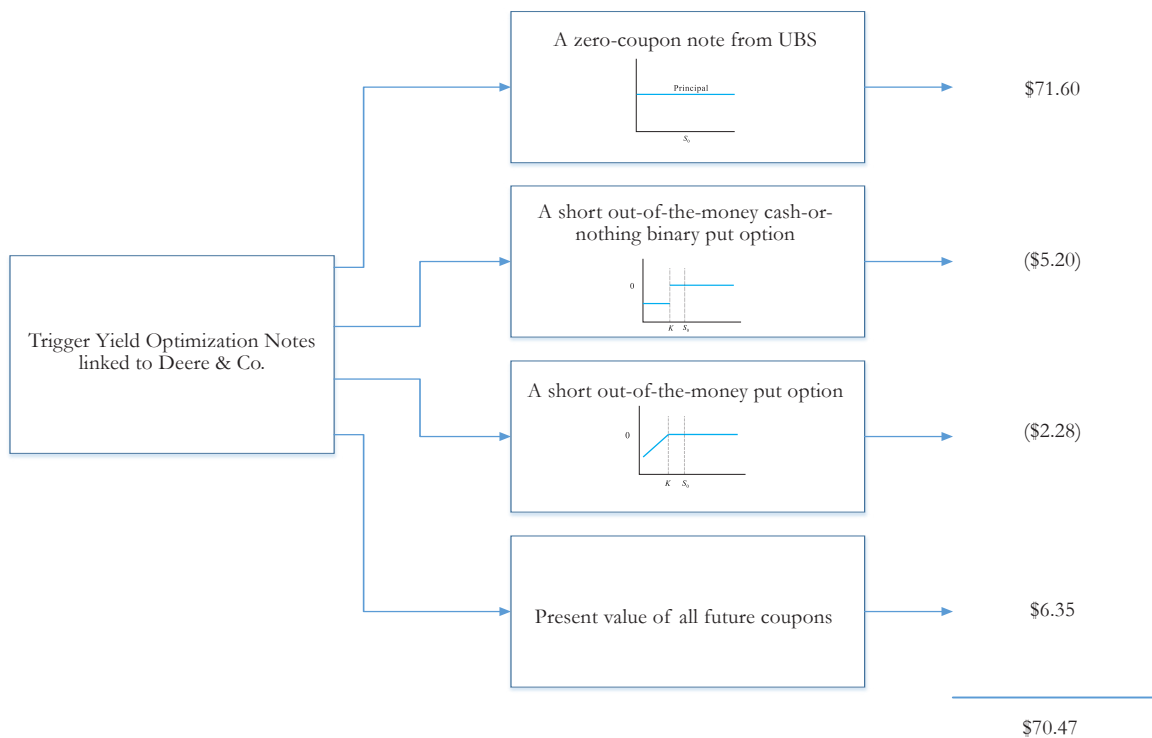 Trigger Yield Optimization Notes
linked to Deere & Co.
A zero-coupon note from UBS
Principal
S₀
$71.60
A short out-of-the-money cash-or-
nothing binary put option
0
K S₀
($5.20)
A short out-of-the-money put option
0
K S₀
($2.28)
Present value of all future coupons
$6.35
$70.47